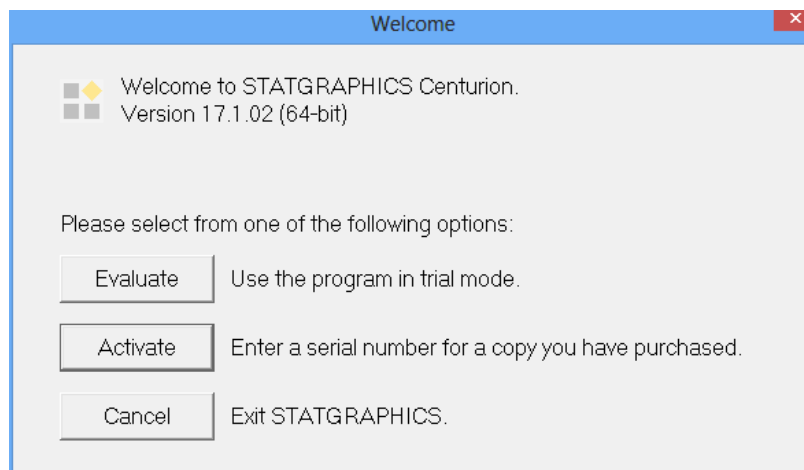 Welcome
Welcome to STATGRAPHICS Centurion.
Version 17.1.02 (64-bit)
Please select from one of the following options:
Evaluate Use the program in trial mode.
Activate Enter a serial number for a copy you have purchased.
Cancel Exit STATGRAPHICS.